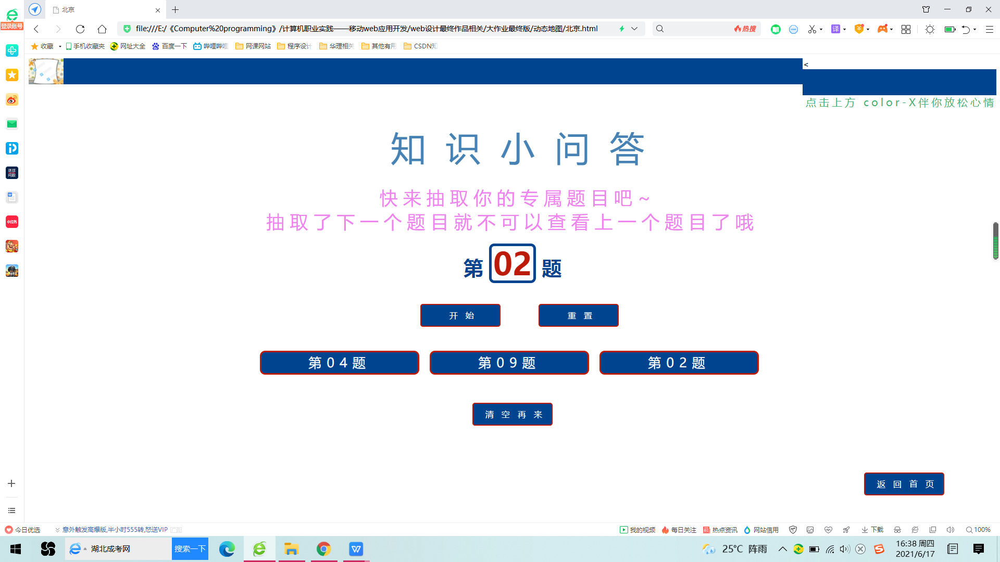 北京
登录账号
file:///E:/《Computer%20programming》/计算机职业实践——移动web应用开发/web设计最终作品相关/大作业最终版/动态地图/北京.html
热搜
译
收藏
手机收藏夹
网址大全
百度一下
哔哩哔哩
网课网站
程序设计
华理相关
其他有用
CSDN知
<
点击上方 color-X伴你放松心情
知识小问答
快来抽取你的专属题目吧~
抽取了下一个题目就不可以查看上一个题目了哦
第 02 题
开始
重置
第04题
第09题
第02题
清空再来
返回首页
环球
网校
小红书
今日优选
意外触发高爆版,半小时555转,怒送VIP
广告
我的视频
每日关注
热点资讯
网站信用
下载
100%
湖北成考网
搜索一下
25°C 阵雨
16:38 周四
2021/6/17